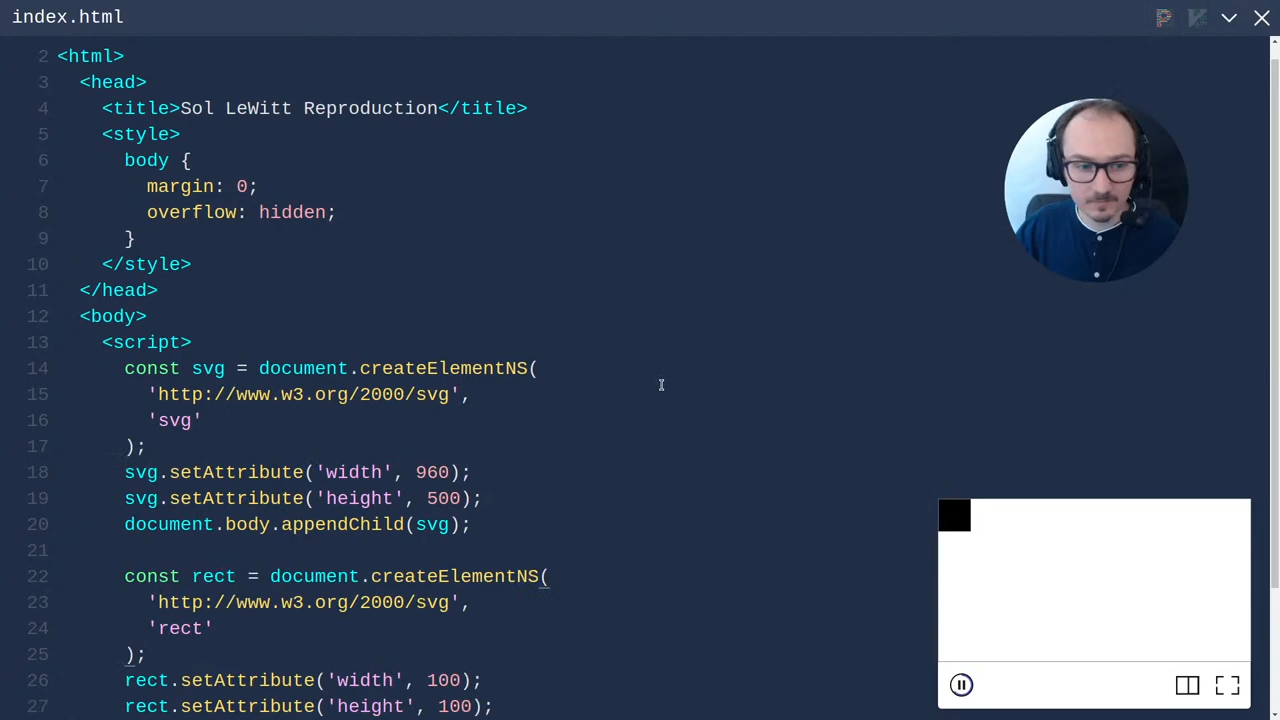 index.html
2 <html>
3 <head>
4 <title>Sol LeWitt Reproduction</title>
5 <style>
6 body {
7 margin: 0;
8 overflow: hidden;
9 }
10 </style>
11 </head>
12 <body>
13 <script>
14 const svg = document.createElementNS(
15 'http://www.w3.org/2000/svg',
16 'svg'
17 );
18 svg.setAttribute('width', 960);
19 svg.setAttribute('height', 500);
20 document.body.appendChild(svg);
21
22 const rect = document.createElementNS(
23 'http://www.w3.org/2000/svg',
24 'rect'
25 );
26 rect.setAttribute('width', 100);
27 rect.setAttribute('height', 100);